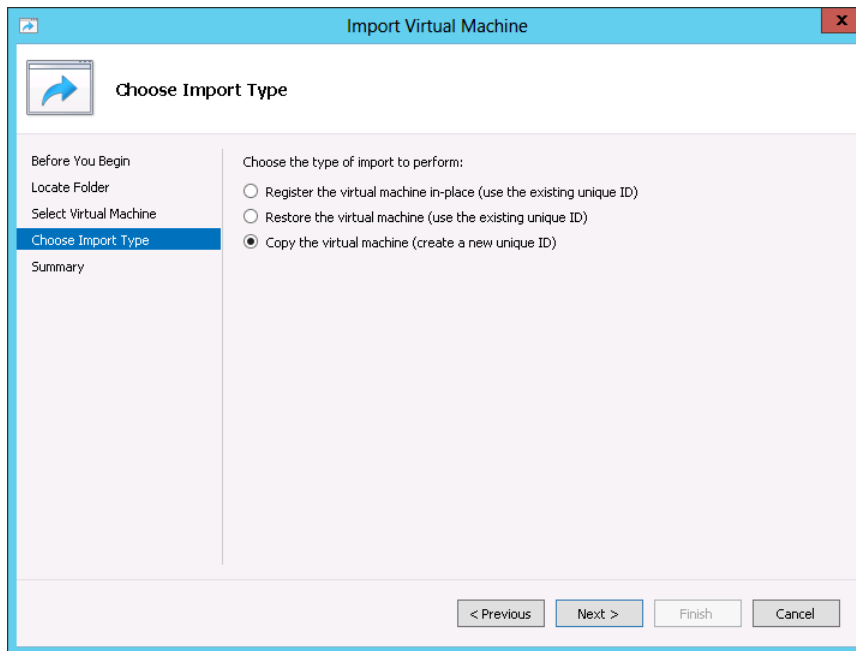 Import Virtual Machine
x
Choose Import Type
Before You Begin
Locate Folder
Select Virtual Machine
Choose Import Type
Summary
Choose the type of import to perform:
Register the virtual machine in-place (use the existing unique ID)
Restore the virtual machine (use the existing unique ID)
Copy the virtual machine (create a new unique ID)
< Previous
Next >
Finish
Cancel